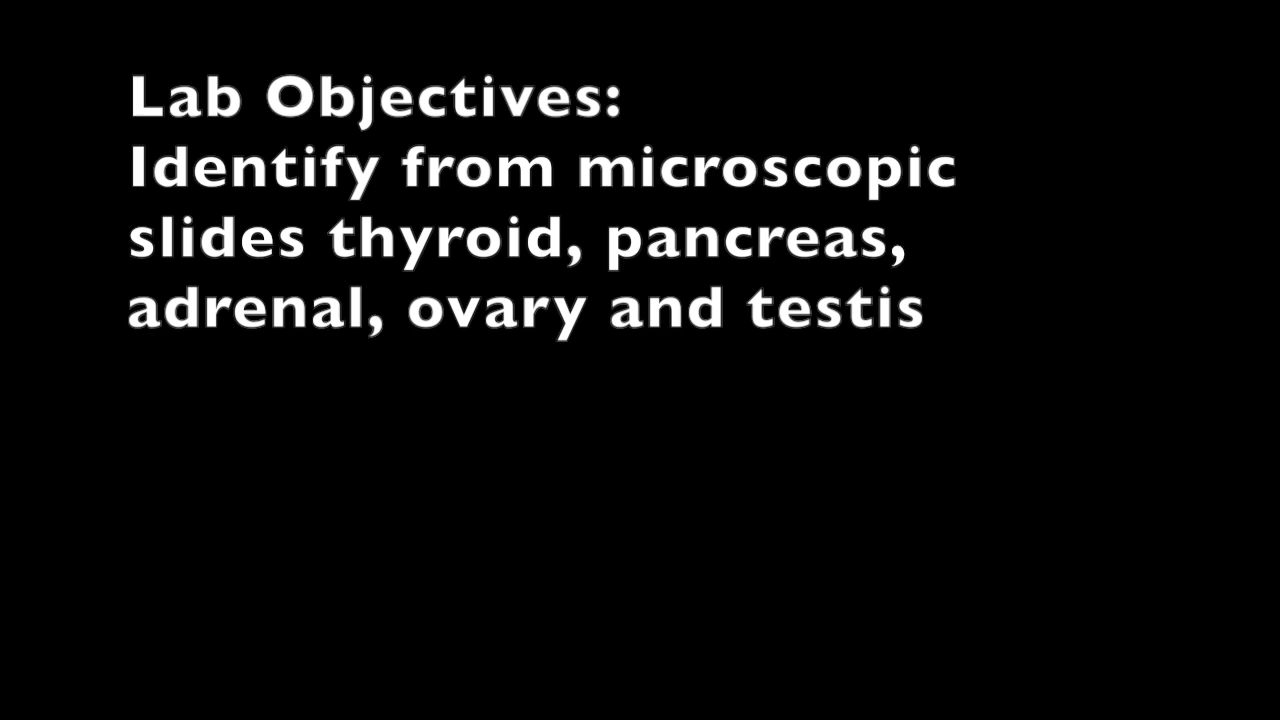 Lab Objectives:
Identify from microscopic
slides thyroid, pancreas,
adrenal, ovary and testis